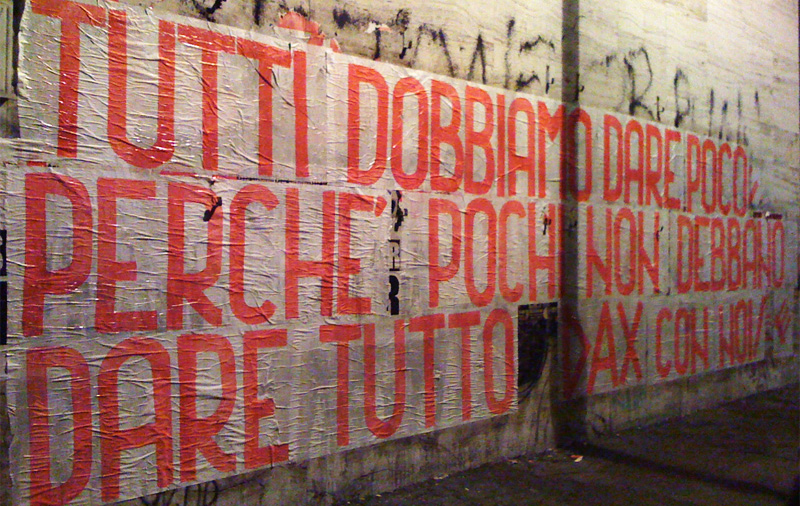 TUTTI DOBBIAMO DARE POCO
PERCHE' POCHI NON DEBBANO
DARE TUTTO DAX CON NOI